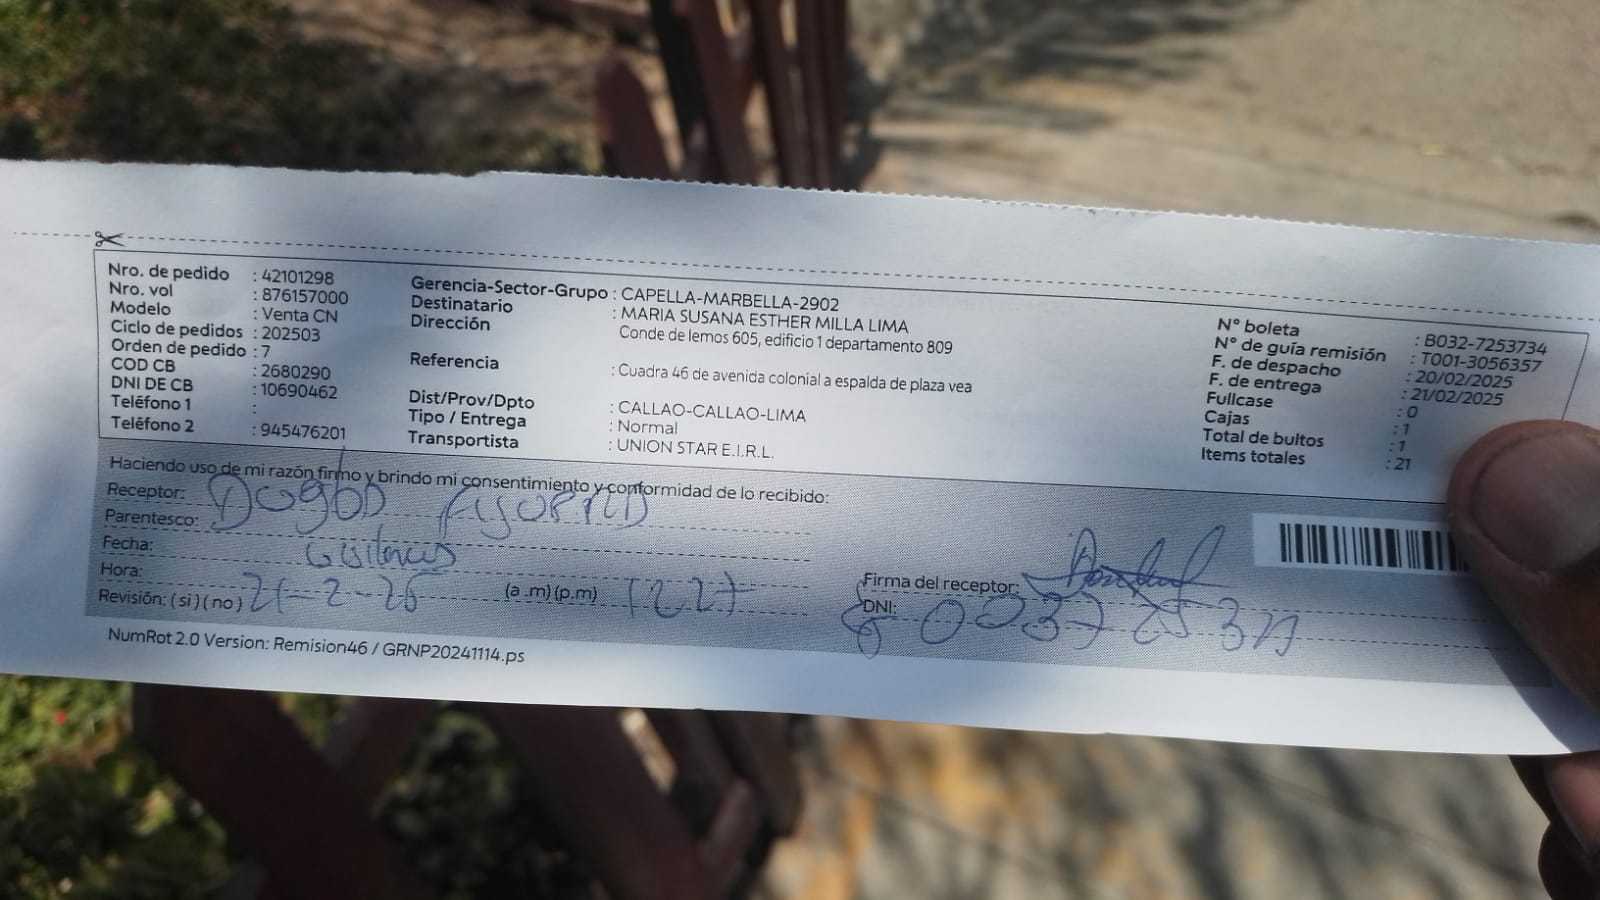 Nro. de pedido : 42101298
Nro. vol : 876157000
Modelo : Venta CN
Ciclo de pedidos : 202503
Orden de pedido : 7
COD CB : 2680290
DNI DE CB : 10690462
Teléfono 1 :
Teléfono 2 : 945476201
Gerencia-Sector-Grupo : CAPELLA-MARBELLA-2902
Destinatario : MARIA SUSANA ESTHER MILLA LIMA
Dirección Conde de lemos 605, edificio 1 departamento 809
Referencia : Cuadra 46 de avenida colonial a espalda de plaza vea
Dist/Prov/Dpto : CALLAO-CALLAO-LIMA
Tipo / Entrega : Normal
Transportista : UNION STAR E.I.R.L.
N° boleta : B032-7253734
N° de guía remisión : T001-3056357
F. de despacho : 20/02/2025
F. de entrega : 21/02/2025
Fullcase : 0
Cajas : 1
Total de bultos : 1
Items totales : 21
Haciendo uso de mi razón firmo y brindo mi consentimiento y conformidad de lo recibido:
Receptor:
Parentesco:
Fecha:
Hora: 21-2-25 (a .m) (p.m) 1227
Revisión: ( si ) ( no )
Firma del receptor:
DNI:
NumRot 2.0 Version: Remision46 / GRNP20241114.ps